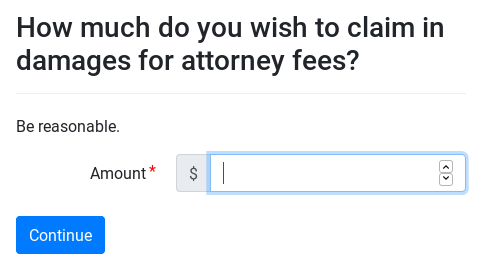 How much do you wish to claim in
damages for attorney fees?
Be reasonable.
Amount* $
Continue